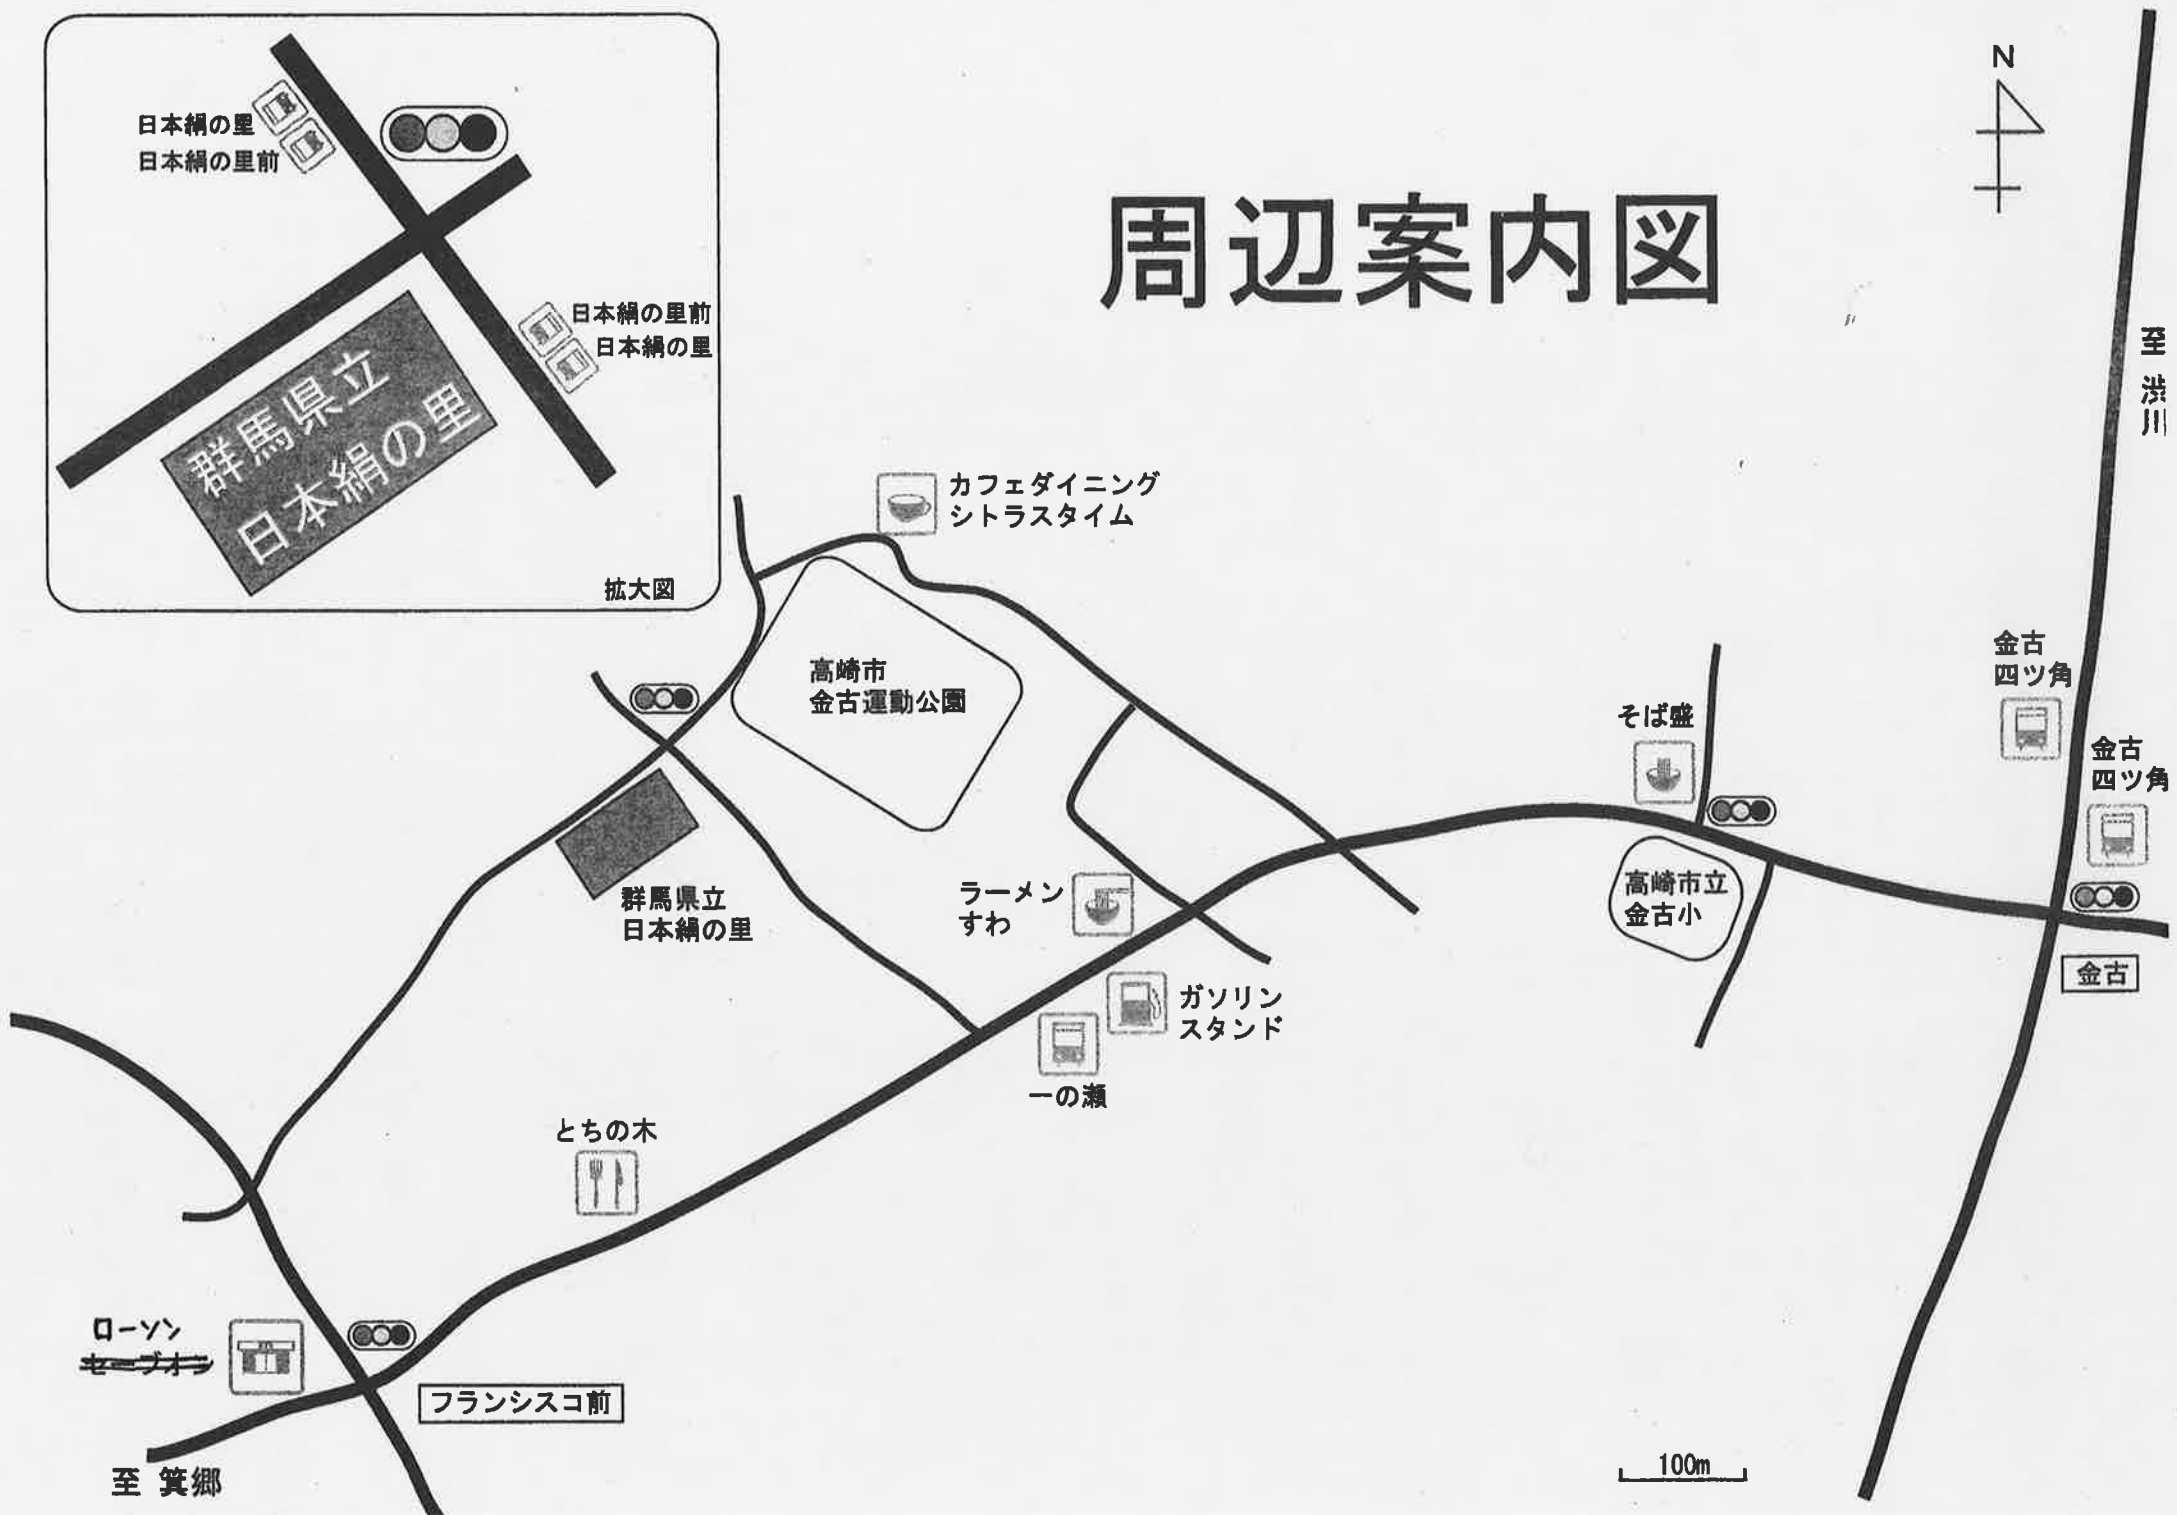 周辺案内図
N
日本絹の里
日本絹の里前
日本絹の里前
日本絹の里
群馬県立
日本絹の里
拡大図
至 渋川
カフェダイニング
シトラスタイム
高崎市
金古運動公園
金古
四ツ角
そば盛
金古
四ツ角
群馬県立
日本絹の里
ラーメン
すわ
高崎市立
金古小
金古
ガソリン
スタンド
一の瀬
とちの木
ローソン
セーブオン
フランシスコ前
至 箕郷
100m